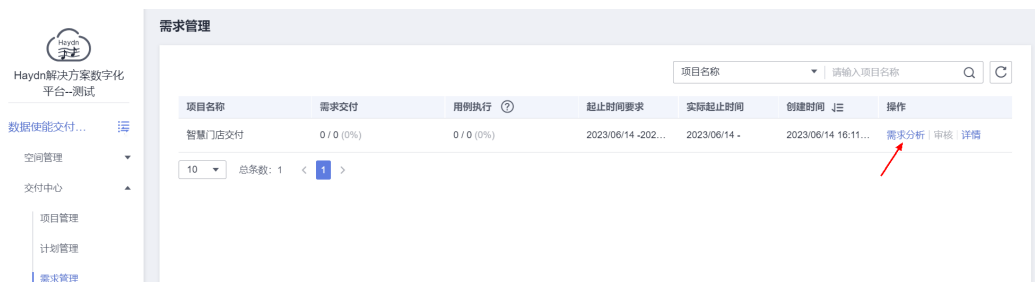 需求管理
Haydn
Haydn解决方案数字化
平台--测试
数据使能交付...
空间管理
交付中心
项目管理
计划管理
需求管理
项目名称 请输入项目名称
项目名称 需求交付 用例执行 ? 起止时间要求 实际起止时间 创建时间 操作
智慧门店交付 0 / 0 (0%) 0 / 0 (0%) 2023/06/14 -202... 2023/06/14 - 2023/06/14 16:11... 需求分析 审核 详情
10 总条数: 1 < 1 >